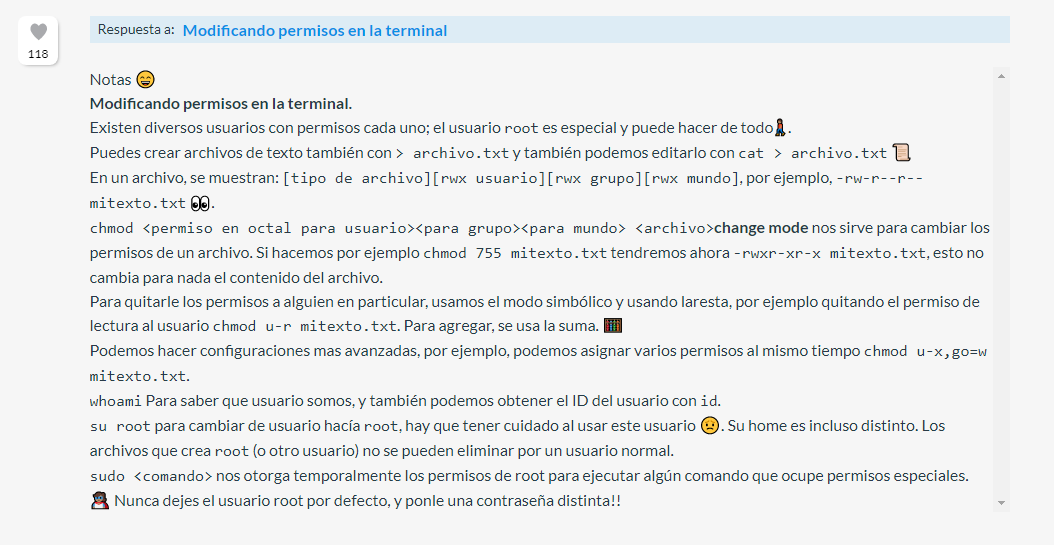 118
Respuesta a: Modificando permisos en la terminal
Notas 😄
Modificando permisos en la terminal.
Existen diversos usuarios con permisos cada uno; el usuario root es especial y puede hacer de todo🧎🏾‍♀️.
Puedes crear archivos de texto también con > archivo.txt y también podemos editarlo con cat > archivo.txt 📜
En un archivo, se muestran: [tipo de archivo][rwx usuario][rwx grupo][rwx mundo], por ejemplo, -rw-r--r--
mitexto.txt 👀.
chmod <permiso en octal para usuario><para grupo><para mundo> <archivo>change mode nos sirve para cambiar los
permisos de un archivo. Si hacemos por ejemplo chmod 755 mitexto.txt tendremos ahora -rwxr-xr-x mitexto.txt, esto no
cambia para nada el contenido del archivo.
Para quitarle los permisos a alguien en particular, usamos el modo simbólico y usando laresta, por ejemplo quitando el permiso de
lectura al usuario chmod u-r mitexto.txt. Para agregar, se usa la suma. 🧮
Podemos hacer configuraciones mas avanzadas, por ejemplo, podemos asignar varios permisos al mismo tiempo chmod u-x,go=w
mitexto.txt.
whoami Para saber que usuario somos, y también podemos obtener el ID del usuario con id.
su root para cambiar de usuario hacía root, hay que tener cuidado al usar este usuario 😟. Su home es incluso distinto. Los
archivos que crea root (o otro usuario) no se pueden eliminar por un usuario normal.
sudo <comando> nos otorga temporalmente los permisos de root para ejecutar algún comando que ocupe permisos especiales.
🦹🏿 Nunca dejes el usuario root por defecto, y ponle una contraseña distinta!!